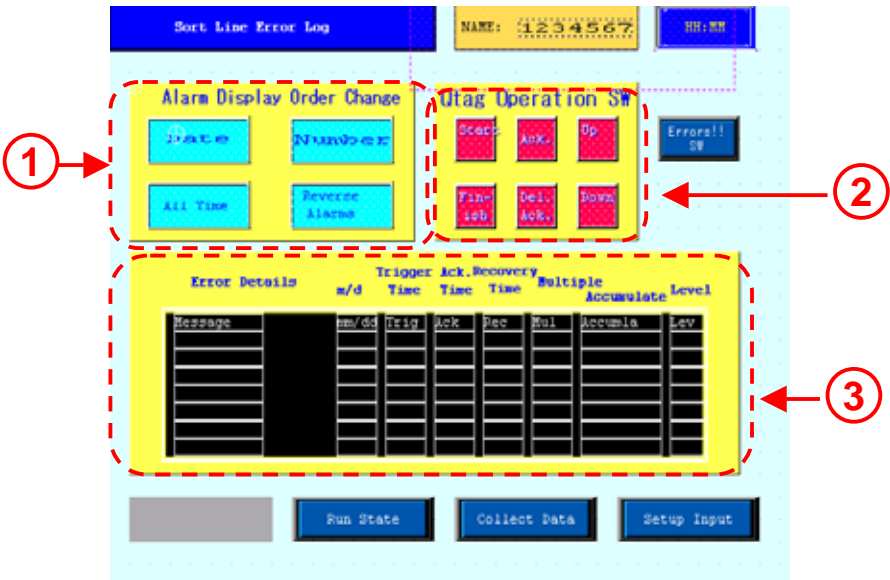 Sort Line Error Log
NAME: 1234567
HH:MM
Alarm Display Order Change
Qtag Operation SW
Date
Number
Start
Ack.
Up
Errors!!
SW
1
2
All Time
Reverse
Alarms
Fin-
ish
Del.
Ack.
Down
Error Details
m/d
Trigger
Time
Ack.
Time
Recovery
Time
Multiple
Accumulate
Level
Message
mm/dd
Trig
Ack
Rec
Mul
Accumla
Lev
3
Run State
Collect Data
Setup Input